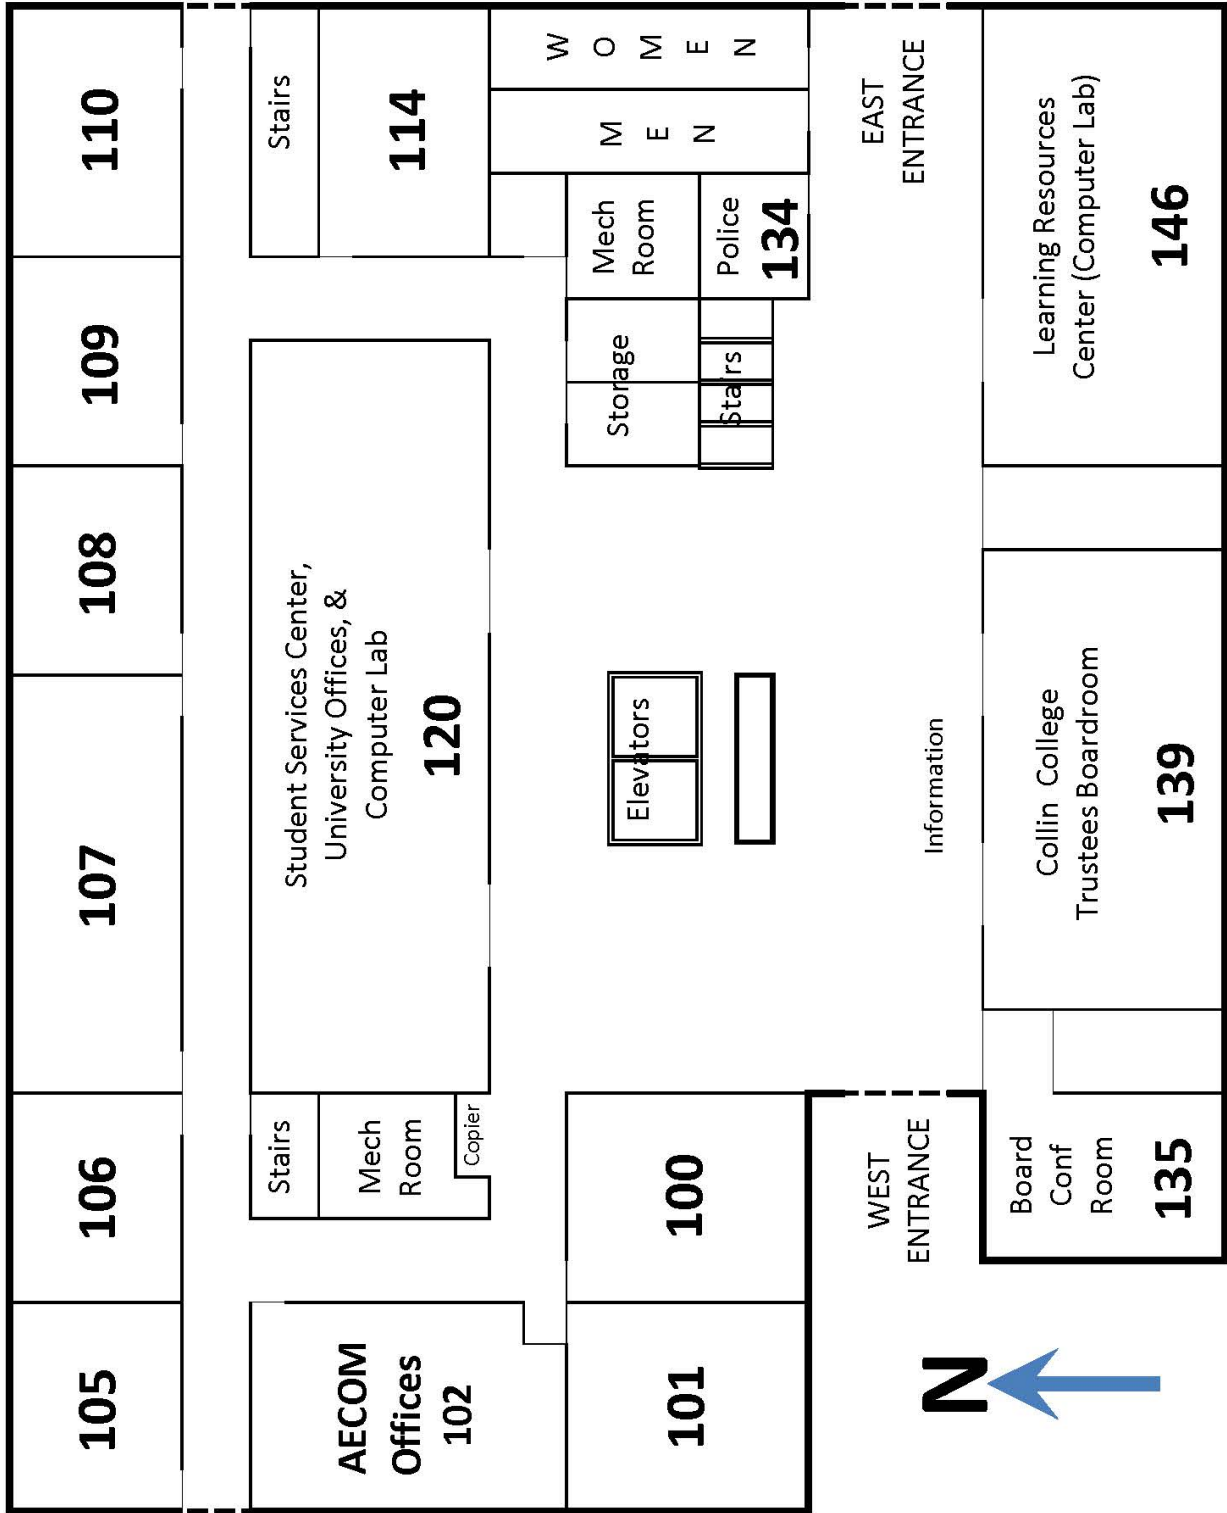 105
106
107
108
109
110
AECOM
Offices
102
Stairs
Mech
Room
Copier
Student Services Center,
University Offices, &
Computer Lab
120
Stairs
114
WOMEN
MEN
101
100
Elevators
Storage
Mech
Room
Stairs
Police
134
WEST
ENTRANCE
Information
EAST
ENTRANCE
N
Board
Conf
Room
135
Collin College
Trustees Boardroom
139
Learning Resources
Center (Computer Lab)
146